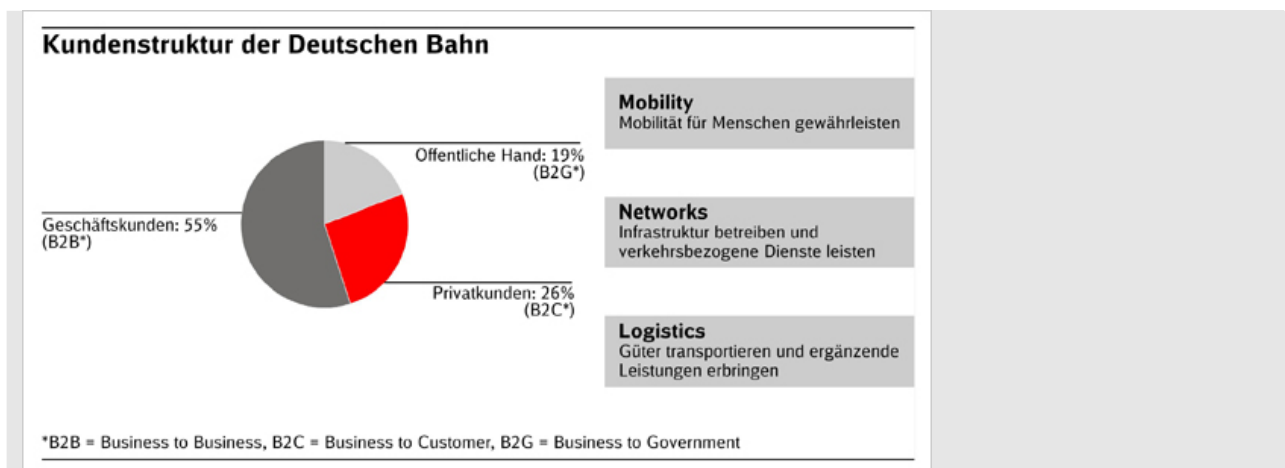 Kundenstruktur der Deutschen Bahn
Offentliche Hand: 19%
(B2G*)
Geschäftskunden: 55%
(B2B*)
Privatkunden: 26%
(B2C*)
Mobility
Mobilität für Menschen gewährleisten
Networks
Infrastruktur betreiben und
verkehrsbezogene Dienste leisten
Logistics
Güter transportieren und ergänzende
Leistungen erbringen
*B2B = Business to Business, B2C = Business to Customer, B2G = Business to Government